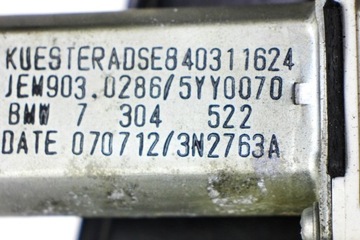 KUESTERADSE840311624
JEM903.0286/5YY0070
BMW 7 304 522
DATE 070712/3N2763A